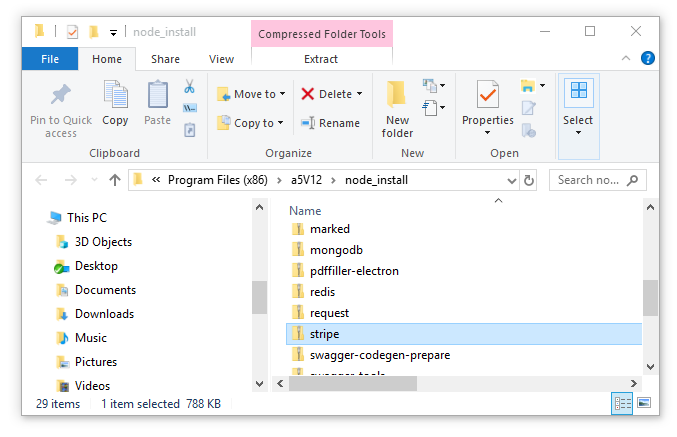 node_install
Compressed Folder Tools
File
Home
Share
View
Extract
Pin to Quick access
Copy
Paste
Clipboard
Move to
Copy to
Delete
Rename
Organize
New folder
New
Properties
Open
Select
« Program Files (x86) > a5V12 > node_install
Search no...
This PC
3D Objects
Desktop
Documents
Downloads
Music
Pictures
Videos
Name
marked
mongodb
pdffiller-electron
redis
request
stripe
swagger-codegen-prepare
swagger-tools
29 items
1 item selected 788 KB